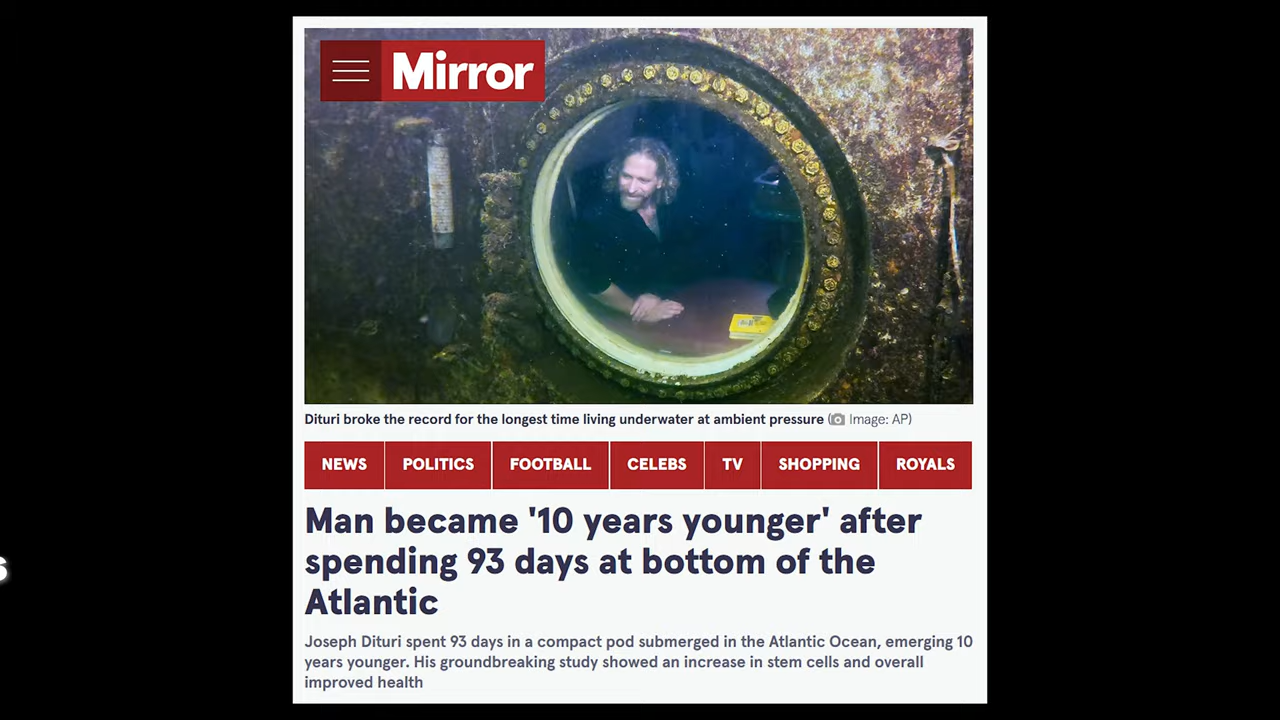 Mirror
Dituri broke the record for the longest time living underwater at ambient pressure (Image: AP)
NEWS POLITICS FOOTBALL CELEBS TV SHOPPING ROYALS
Man became '10 years younger' after
spending 93 days at bottom of the
Atlantic
Joseph Dituri spent 93 days in a compact pod submerged in the Atlantic Ocean, emerging 10
years younger. His groundbreaking study showed an increase in stem cells and overall
improved health